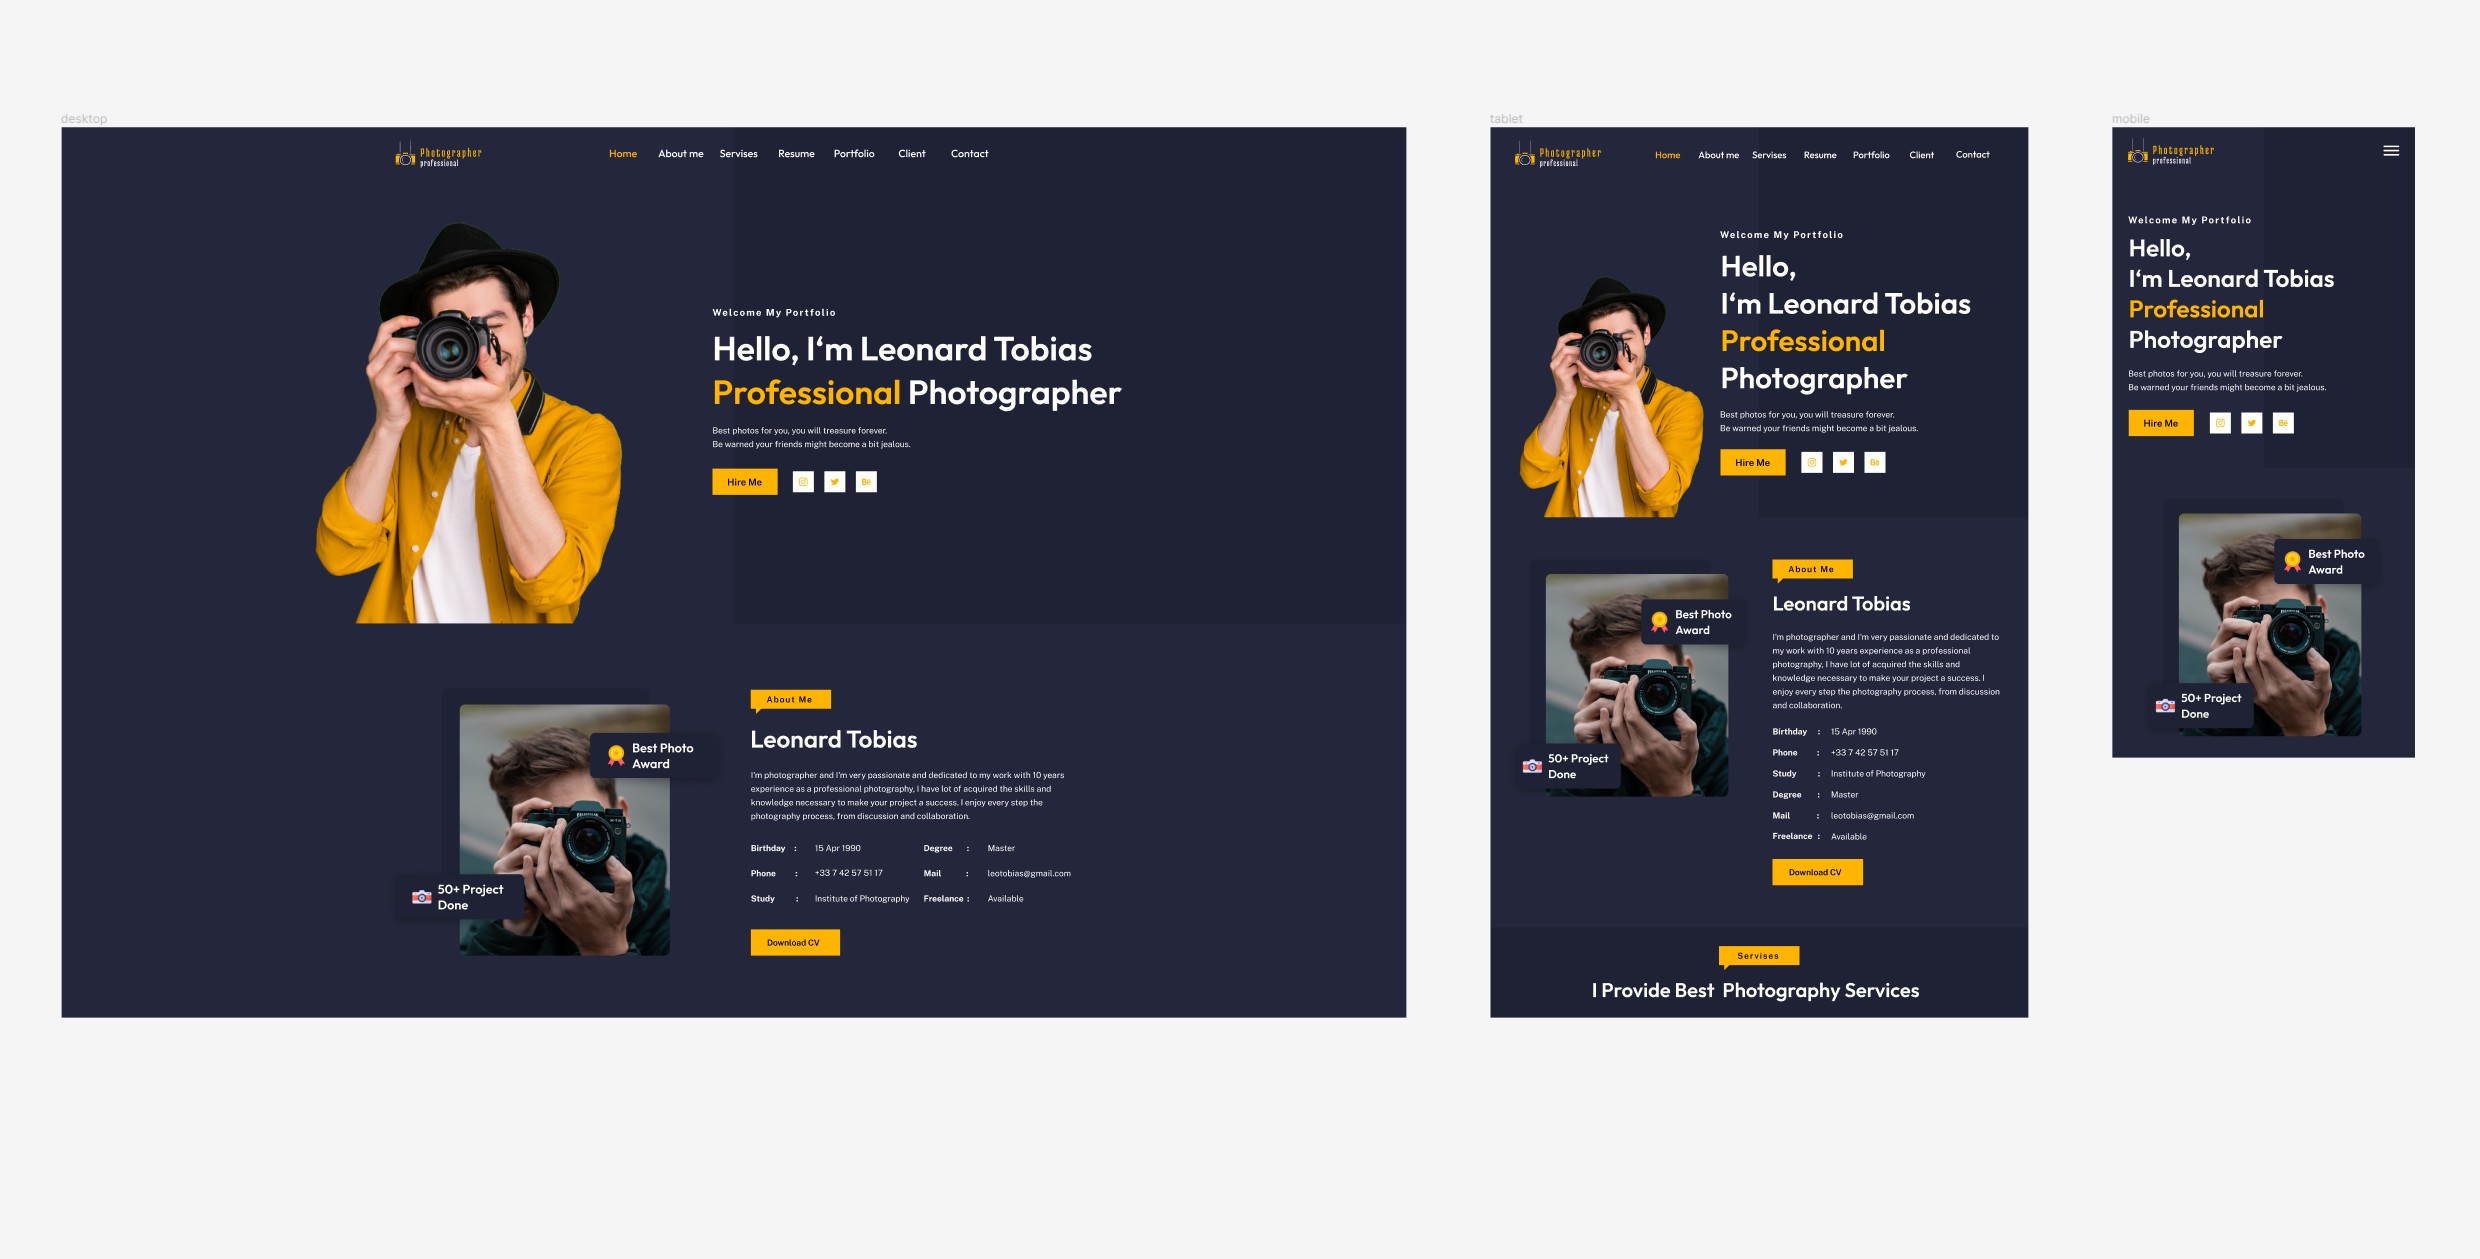 desktop
Photographer
professional
Home About me Servises Resume Portfolio Client Contact
Welcome My Portfolio
Hello, I‘m Leonard Tobias
Professional Photographer
Best photos for you, you will treasure forever.
Be warned your friends might become a bit jealous.
Hire Me
Bē
Best Photo
Award
50+ Project
Done
About Me
Leonard Tobias
I'm photographer and I'm very passionate and dedicated to my work with 10 years
experience as a professional photography, I have lot of acquired the skills and
knowledge necessary to make your project a success. I enjoy every step the
photography process, from discussion and collaboration.
Birthday : 15 Apr 1990 Degree : Master
Phone : +33 7 42 57 51 17 Mail : leotobias@gmail.com
Study : Institute of Photography Freelance : Available
Download CV
tablet
Photographer
professional
Home About me Servises Resume Portfolio Client Contact
Welcome My Portfolio
Hello,
I‘m Leonard Tobias
Professional
Photographer
Best photos for you, you will treasure forever.
Be warned your friends might become a bit jealous.
Hire Me
Bē
Best Photo
Award
50+ Project
Done
About Me
Leonard Tobias
I'm photographer and I'm very passionate and dedicated to
my work with 10 years experience as a professional
photography, I have lot of acquired the skills and
knowledge necessary to make your project a success. I
enjoy every step the photography process, from discussion
and collaboration.
Birthday : 15 Apr 1990
Phone : +33 7 42 57 51 17
Study : Institute of Photography
Degree : Master
Mail : leotobias@gmail.com
Freelance : Available
Download CV
Servises
I Provide Best Photography Services
mobile
Photographer
professional
Welcome My Portfolio
Hello,
I‘m Leonard Tobias
Professional
Photographer
Best photos for you, you will treasure forever.
Be warned your friends might become a bit jealous.
Hire Me
Bē
Best Photo
Award
50+ Project
Done